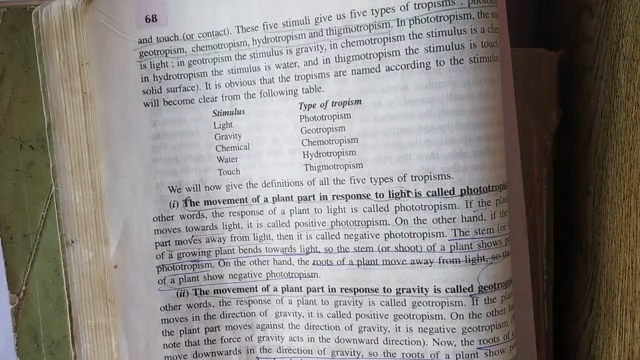 68
and touch (or contact). These five stimuli give us five types of tropisms :
geotropism, chemotropism, hydrotropism and thigmotropism. In phototropism, the
is light ; in geotropism the stimulus is gravity, in chemotropism the stimulus is a
in hydrotropism the stimulus is water, and in thigmotropism the stimulus is touc
solid surface). It is obvious that the tropisms are named according to the stimulu
will become clear from the following table.
Stimulus Type of tropism
Light Phototropism
Gravity Geotropism
Chemical Chemotropism
Water Hydrotropism
Touch Thigmotropism
We will now give the definitions of all the five types of tropisms.
(i) The movement of a plant part in response to light is called phototrop
other words, the response of a plant to light is called phototropism. If the pla
moves towards light, it is called positive phototropism. On the other hand, if the
part moves away from light, then it is called negative phototropism. The stem (or
of a growing plant bends towards light, so the stem (or shoot) of a plant shows p
phototropism. On the other hand, the roots of a plant move away from light, so the
of a plant show negative phototropism.
(ii) The movement of a plant part in response to gravity is called geotrop
other words, the response of a plant to gravity is called geotropism. If the plan
moves in the direction of gravity, it is called positive geotropism. On the other h
the plant part moves against the direction of gravity, it is negative geotropism
note that the force of gravity acts in the downward direction). Now, the roots of
move downwards in the direction of gravity, so the roots of a plant show